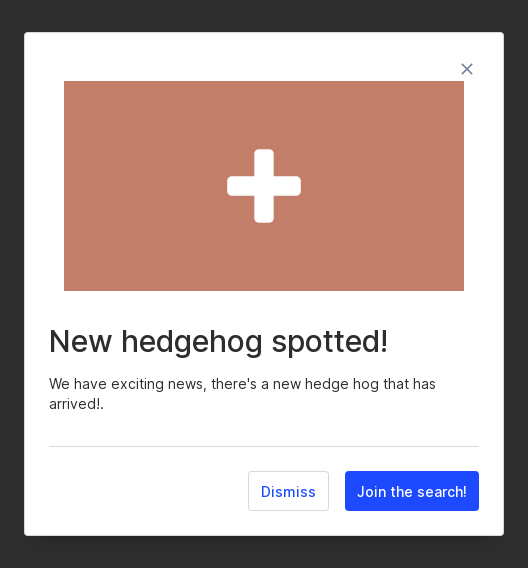 New hedgehog spotted!
We have exciting news, there's a new hedge hog that has
arrived!.
Dismiss
Join the search!